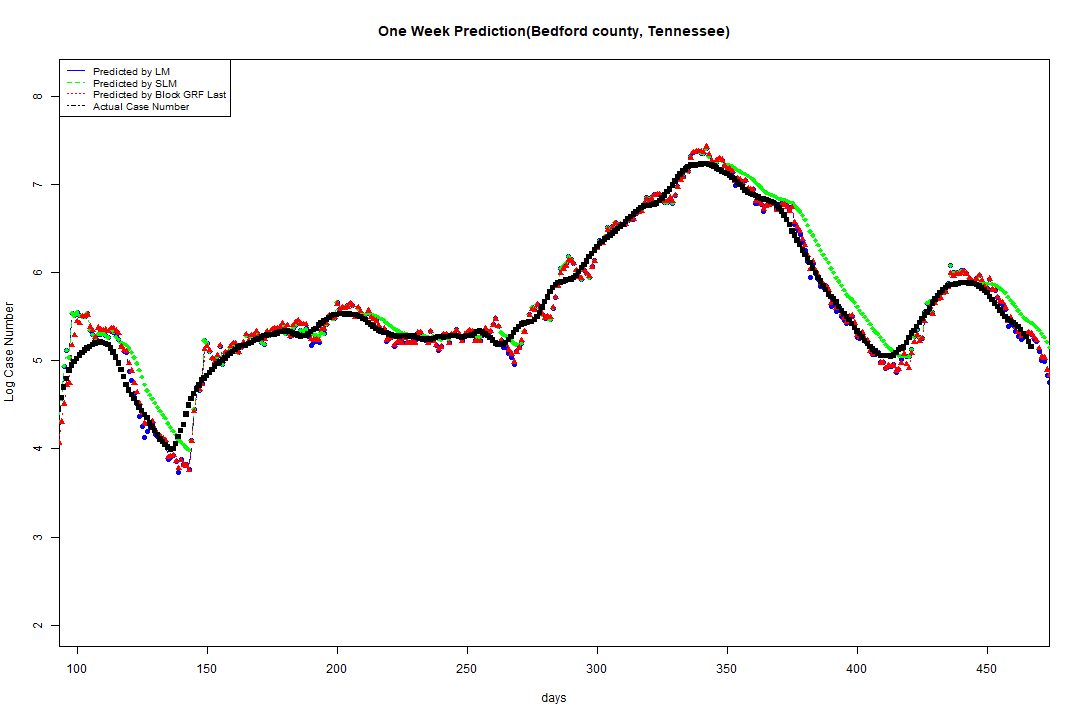 One Week Prediction(Bedford county, Tennessee)
Predicted by LM
Predicted by SLM
Predicted by Block GRF Last
Actual Case Number
8
7
6
5
4
3
2
Log Case Number
100 150 200 250 300 350 400 450
days